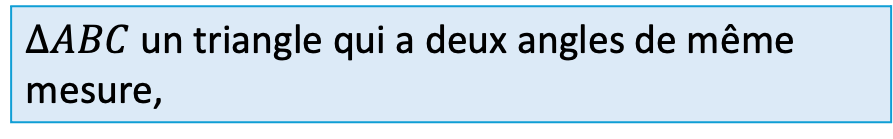 Δ𝐴𝐵𝐶 un triangle qui a deux angles de même
mesure,